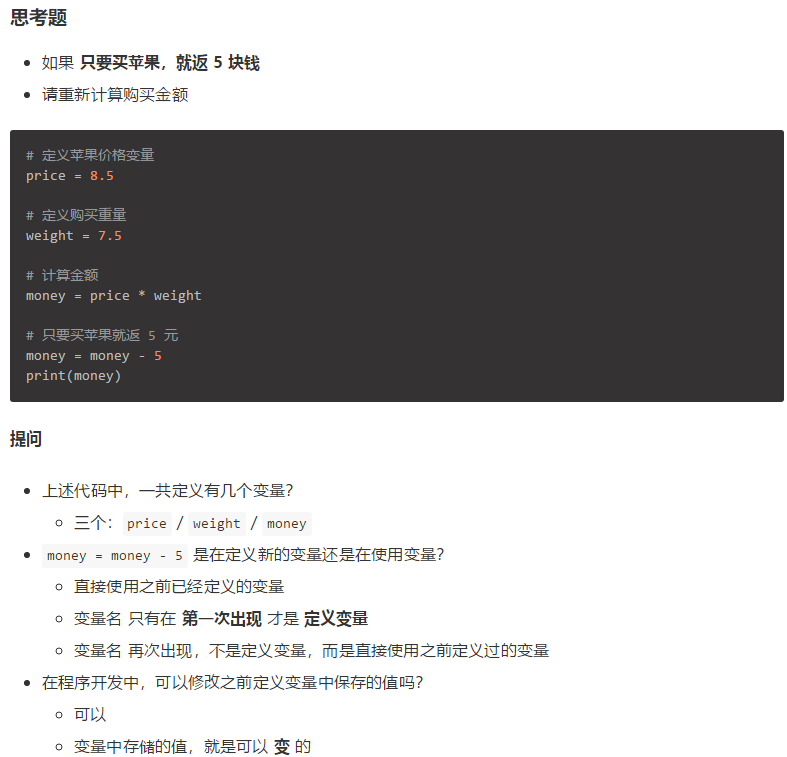 思考题
如果 只要买苹果，就返 5 块钱
请重新计算购买金额
# 定义苹果价格变量
price = 8.5
# 定义购买重量
weight = 7.5
# 计算金额
money = price * weight
# 只要买苹果就返 5 元
money = money - 5
print(money)
提问
上述代码中，一共定义有几个变量？
三个：price / weight / money
money = money - 5 是在定义新的变量还是在使用变量？
直接使用之前已经定义的变量
变量名 只有在 第一次出现 才是 定义变量
变量名 再次出现，不是定义变量，而是直接使用之前定义过的变量
在程序开发中，可以修改之前定义变量中保存的值吗？
可以
变量中存储的值，就是可以 变 的